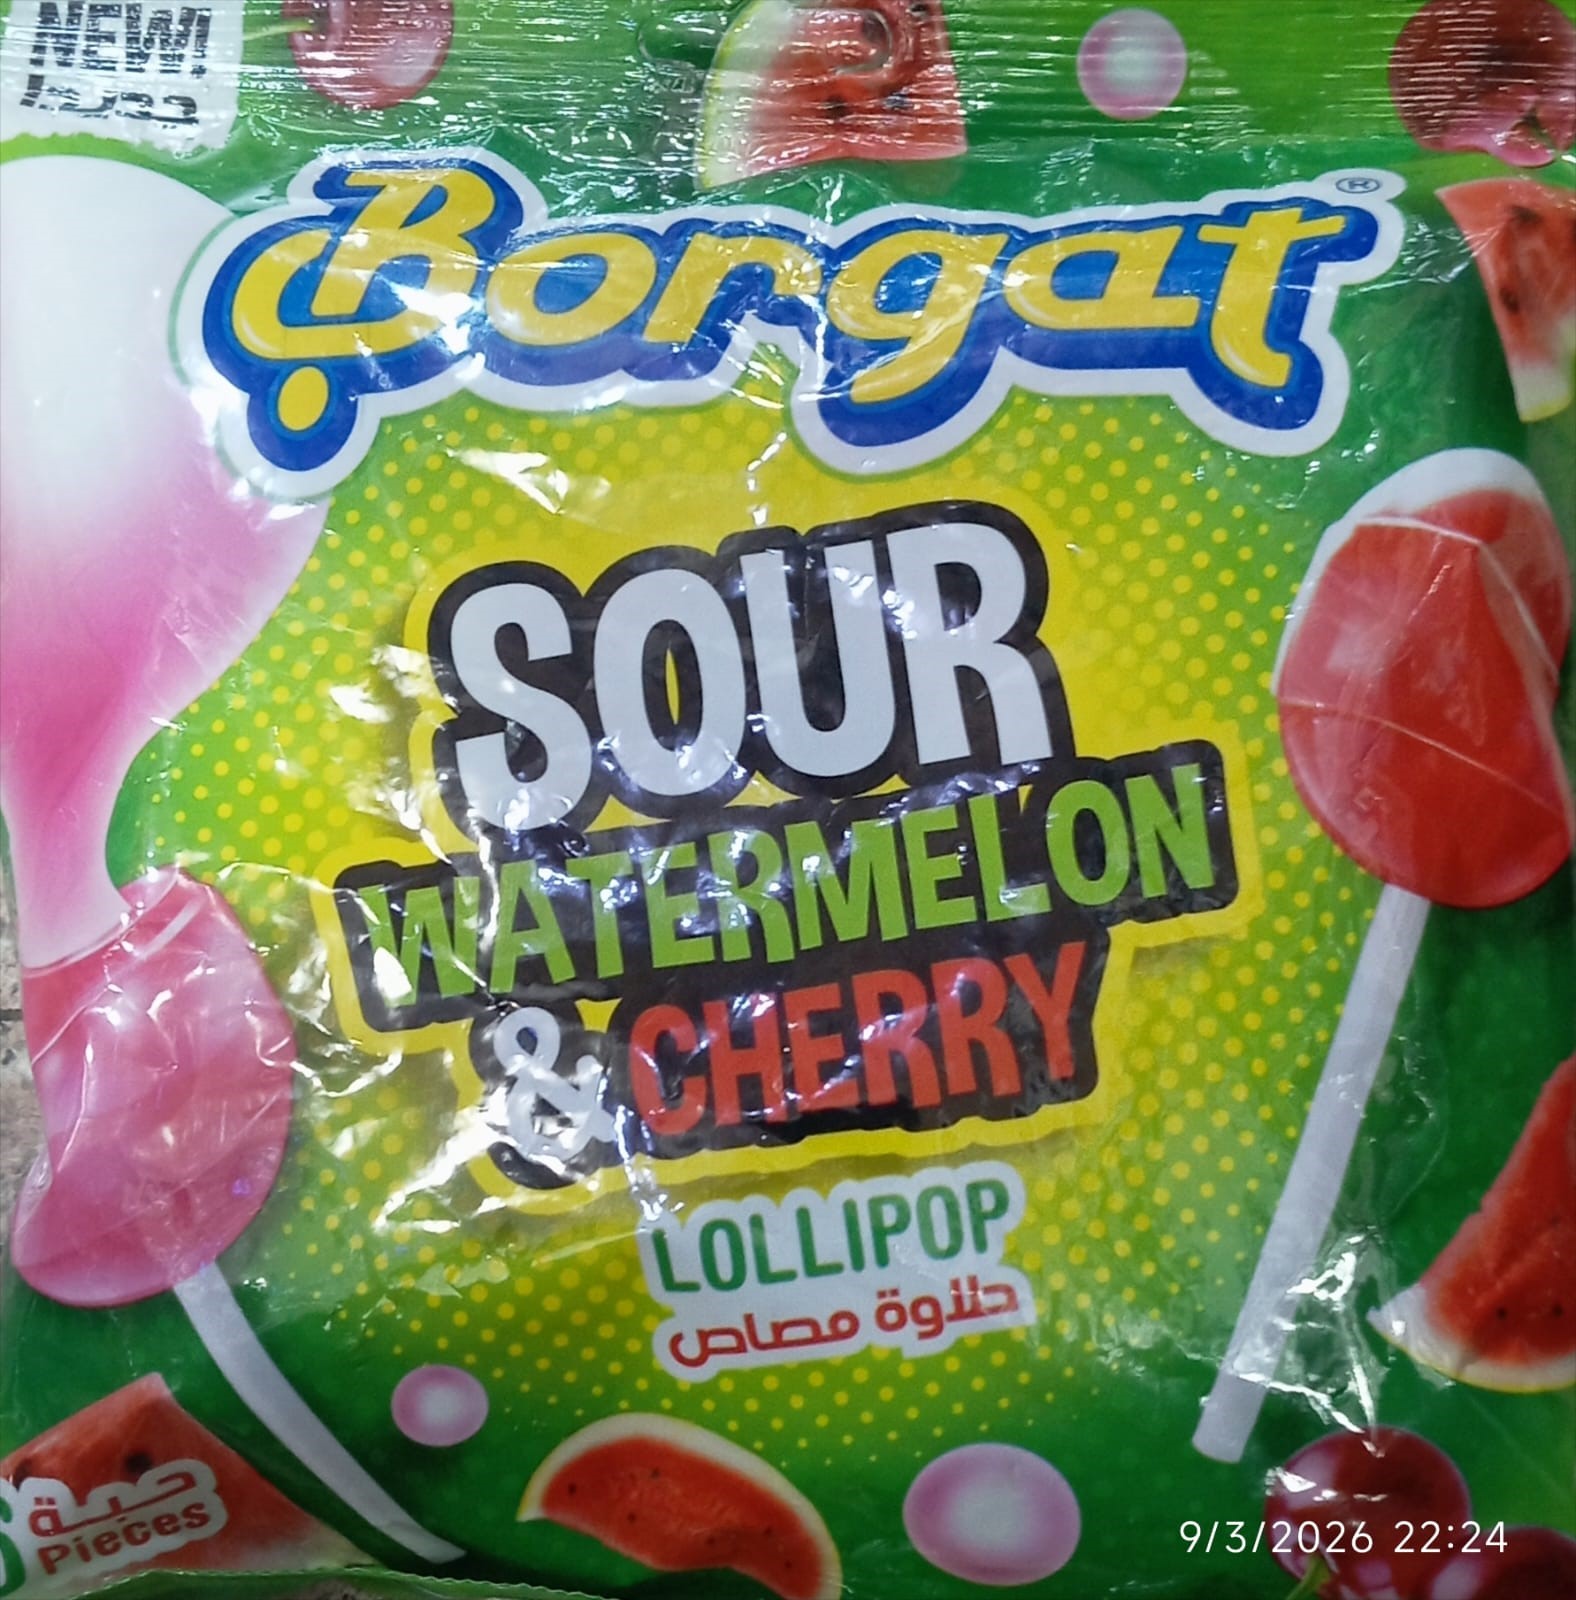 NEW!
جديد!
Borgat®
SOUR
WATERMELON
& CHERRY
LOLLIPOP
حلاوة مصاص
حبة
Pieces
9/3/2026 22:24